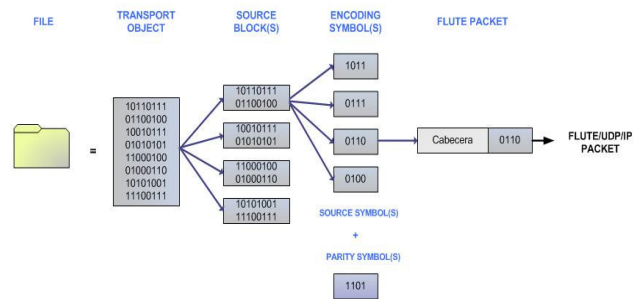 FILE
TRANSPORT
OBJECT
SOURCE
BLOCK(S)
ENCODING
SYMBOL(S)
FLUTE PACKET
=
10110111
01100100
10010111
01010101
11000100
01000110
10101001
11100111
10110111
01100100
10010111
01010101
11000100
01000110
10101001
11100111
1011
0111
0110
0100
Cabecera 0110
FLUTE/UDP/IP
PACKET
SOURCE SYMBOL(S)
+
PARITY SYMBOL(S)
1101